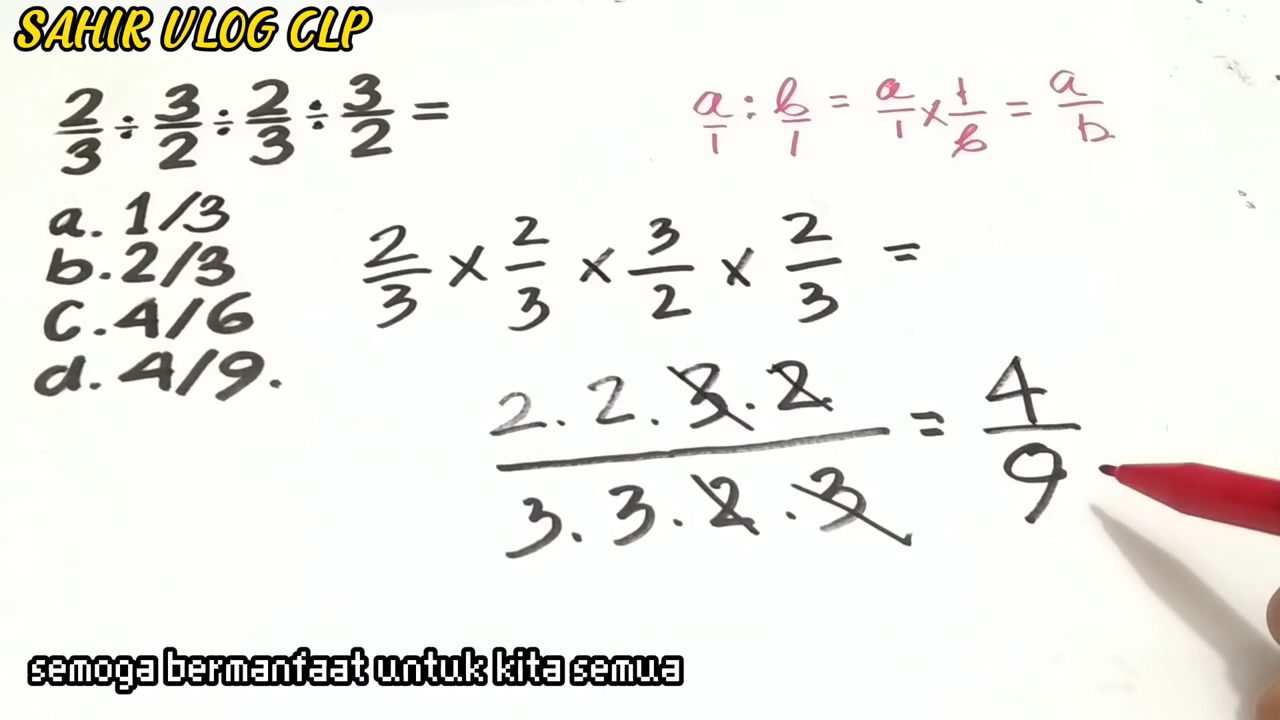 SAHIR VLOG CLP
2/3 ÷ 3/2 ÷ 2/3 ÷ 3/2 =
a/1 : b/1 = a/1 × 1/b = a/b
a. 1/3
b. 2/3
c. 4/6
d. 4/9.
2/3 × 2/3 × 3/2 × 2/3 =
2 . 2 . 3 . 2 / 3 . 3 . 2 . 3 = 4/9
semoga bermanfaat untuk kita semua